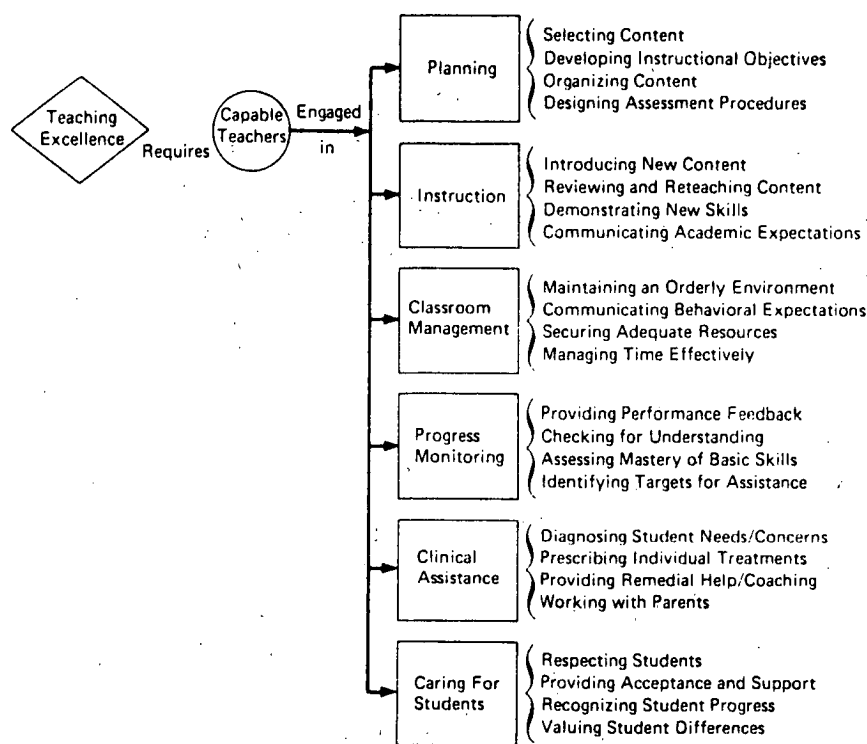 Teaching
Excellence
Requires
Capable
Teachers
Engaged
in
Planning
Selecting Content
Developing Instructional Objectives
Organizing Content
Designing Assessment Procedures
Instruction
Introducing New Content
Reviewing and Reteaching Content
Demonstrating New Skills
Communicating Academic Expectations
Classroom
Management
Maintaining an Orderly Environment
Communicating Behavioral Expectations
Securing Adequate Resources
Managing Time Effectively
Progress
Monitoring
Providing Performance Feedback
Checking for Understanding
Assessing Mastery of Basic Skills
Identifying Targets for Assistance
Clinical
Assistance
Diagnosing Student Needs/Concerns
Prescribing Individual Treatments
Providing Remedial Help/Coaching
Working with Parents
Caring For
Students
Respecting Students
Providing Acceptance and Support
Recognizing Student Progress
Valuing Student Differences